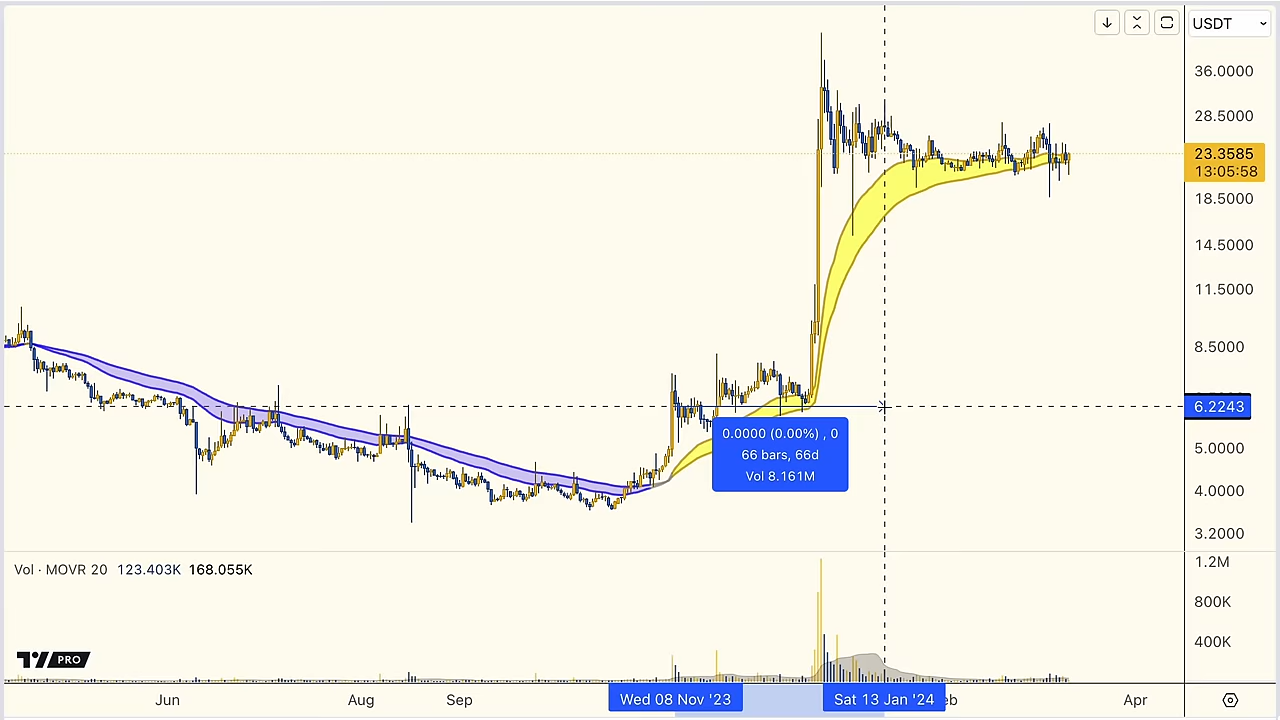 USDT
36.0000
28.5000
23.3585
13:05:58
18.5000
14.5000
11.5000
8.5000
6.2243
5.0000
4.0000
3.2000
0.0000 (0.00%) , 0
66 bars, 66d
Vol 8.161M
Vol · MOVR 20 123.403K 168.055K
1.2M
800K
400K
PRO
Jun Aug Sep Wed 08 Nov '23 Sat 13 Jan '24 eb Apr